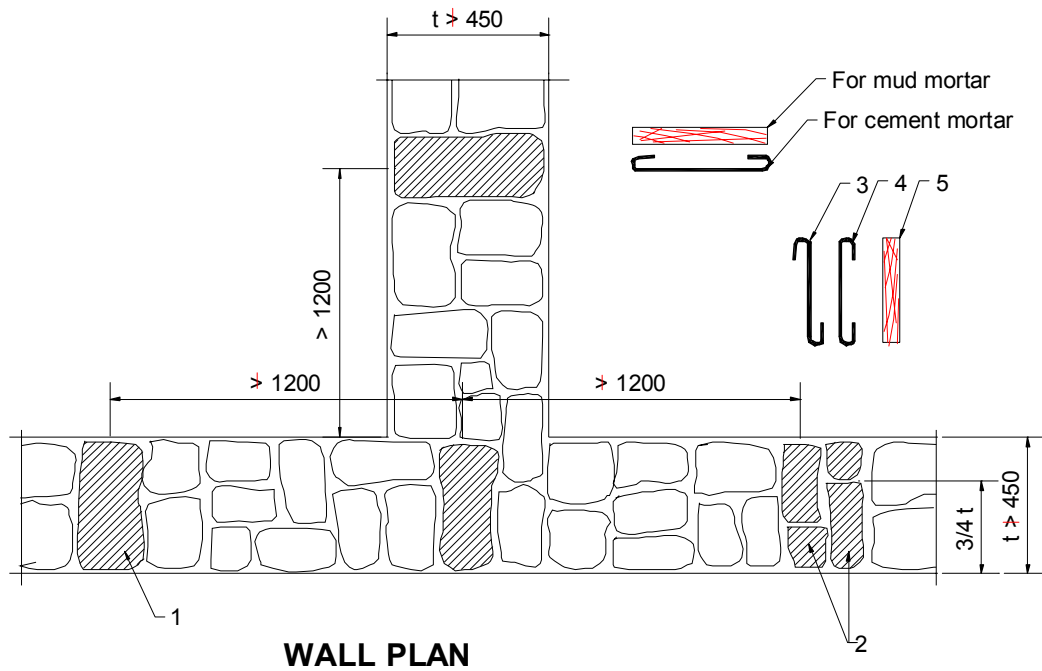 t ≯ 450
For mud mortar
For cement mortar
3
4
5
> 1200
≯ 1200
≯ 1200
3/4 t
t ≯ 450
1
2
WALL PLAN